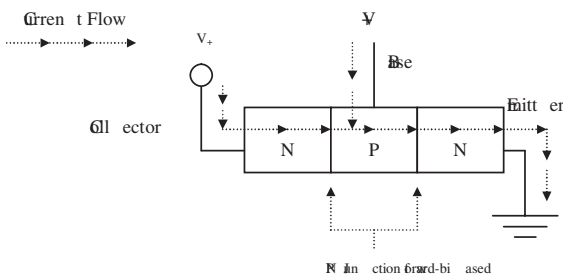 Current Flow
V+
+V
Base
Emitter
Collector
N
P
N
PN Junction forward-biased